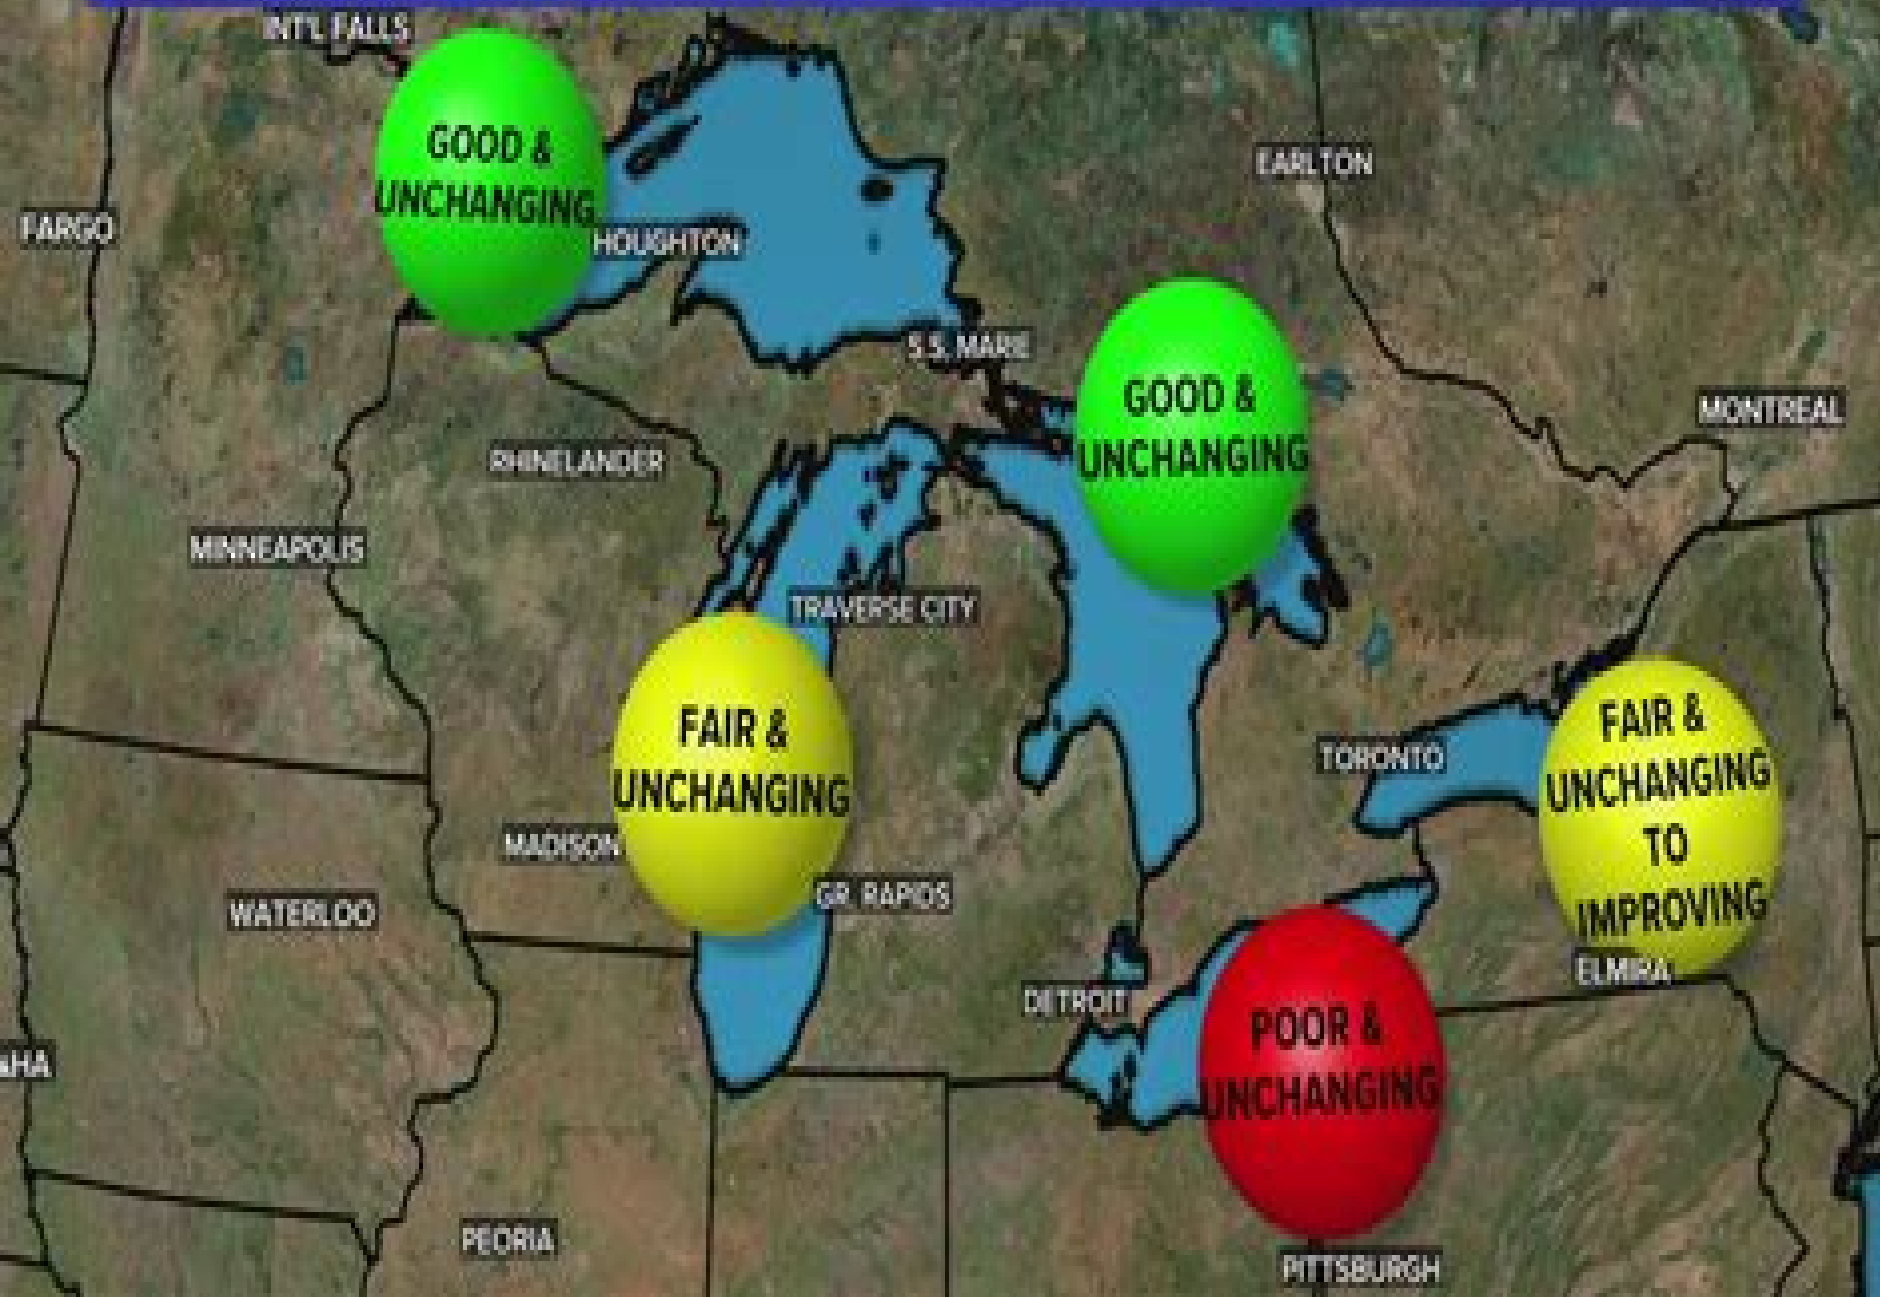 INT'L FALLS
GOOD &
UNCHANGING
EARLTON
FARGO
HOUGHTON
S.S. MARIE
GOOD &
UNCHANGING
MONTREAL
RHINELANDER
MINNEAPOLIS
TRAVERSE CITY
FAIR &
UNCHANGING
FAIR &
UNCHANGING
TO
IMPROVING
TORONTO
MADISON
GR. RAPIDS
WATERLOO
ELMIRA
DETROIT
POOR &
UNCHANGING
AHA
PEORIA
PITTSBURGH